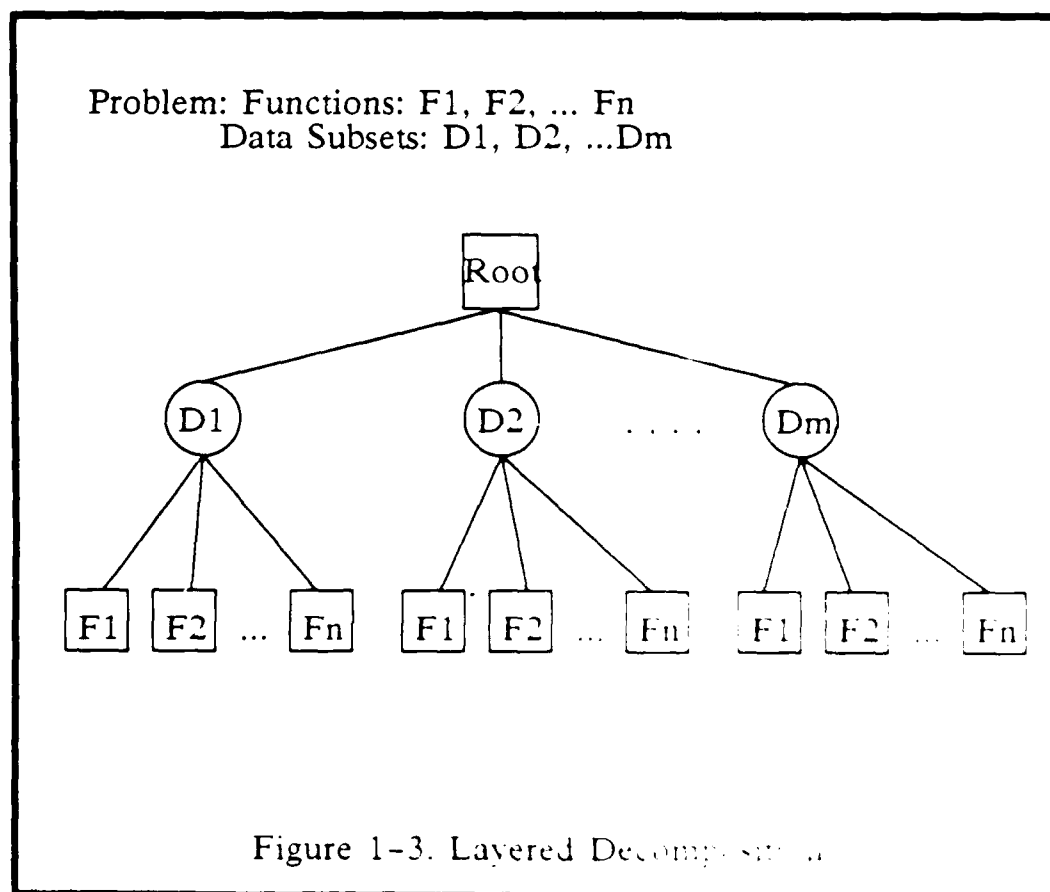 Problem: Functions: F1, F2, ... Fn
Data Subsets: D1, D2, ...Dm
Root
D1 D2 . . . . Dm
F1 F2 ... Fn F1 F2 ... Fn F1 F2 ... Fn
Figure 1-3. Layered Decomposition